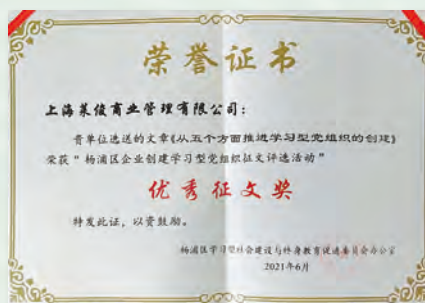 荣誉证书
上海莱俊商业管理有限公司:
贵单位选送的文章《从五个方面推进学习型党组织的创建》
荣获"杨浦区企业创建学习型党组织征文评选活动"
优秀征文奖
特发此证,以资鼓励。
杨浦区学习型社会建设与终身教育促进委员会办公室
2021年6月